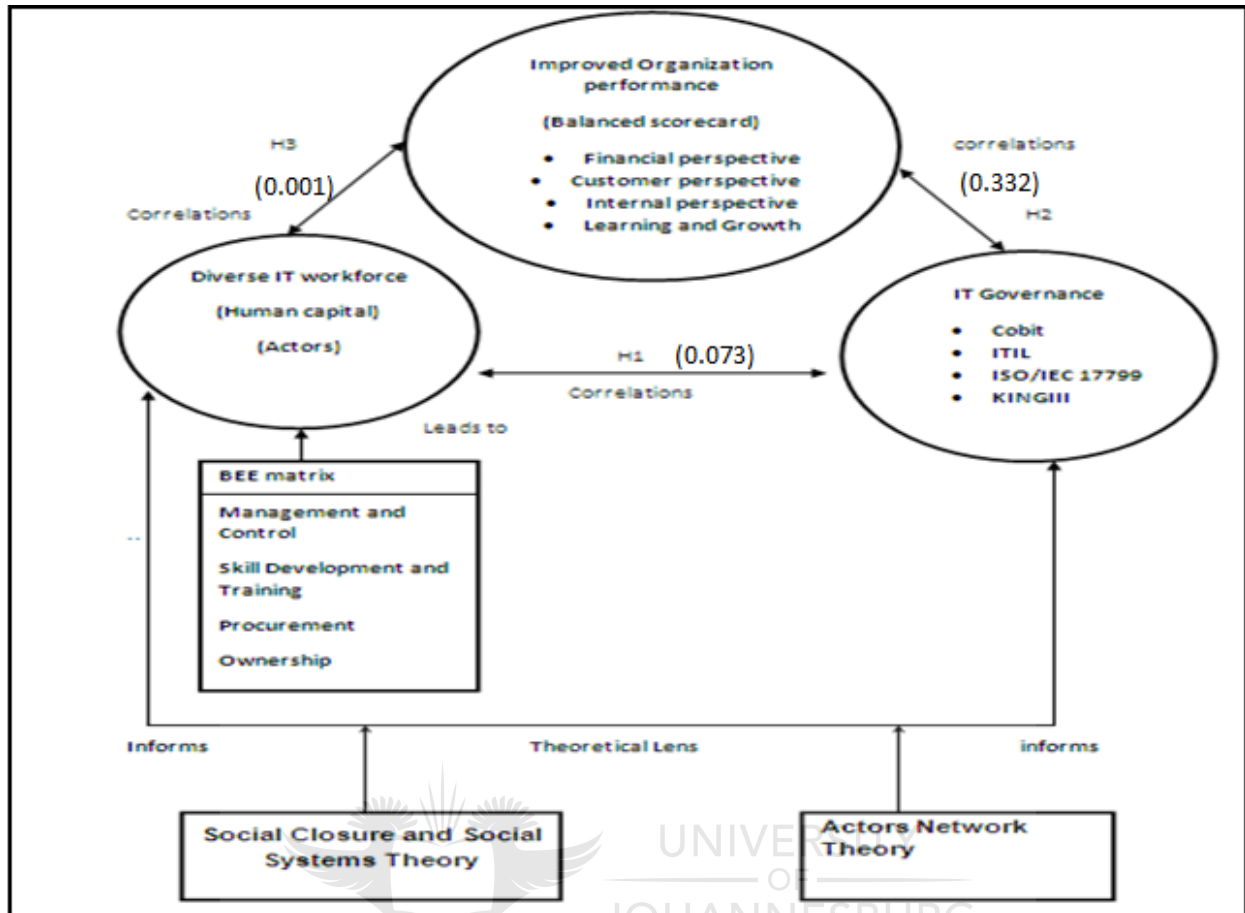 Improved Organization
performance
(Balanced scorecard)
• Financial perspective
• Customer perspective
• Internal perspective
• Learning and Growth
H3
(0.001)
Correlations
correlations
(0.332)
H2
Diverse IT workforce
(Human capital)
(Actors)
IT Governance
• Cobit
• ITIL
• ISO/IEC 17799
• KINGIII
H1 (0.073)
Correlations
Leads to
BEE matrix
Management and
Control
Skill Development and
Training
Procurement
Ownership
Informs
Theoretical Lens
informs
Social Closure and Social
Systems Theory
Actors Network
Theory
UNIVERSITY
OF
JOHANNESBURG